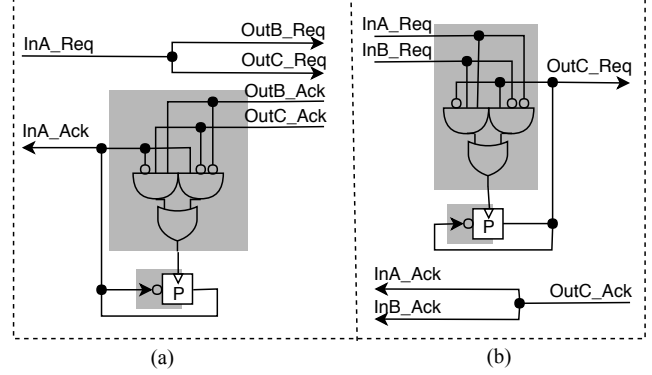 InA_Req
OutB_Req
OutC_Req
OutB_Ack
OutC_Ack
InA_Ack
P
(a)
InA_Req
InB_Req
OutC_Req
P
InA_Ack
InB_Ack
OutC_Ack
(b)